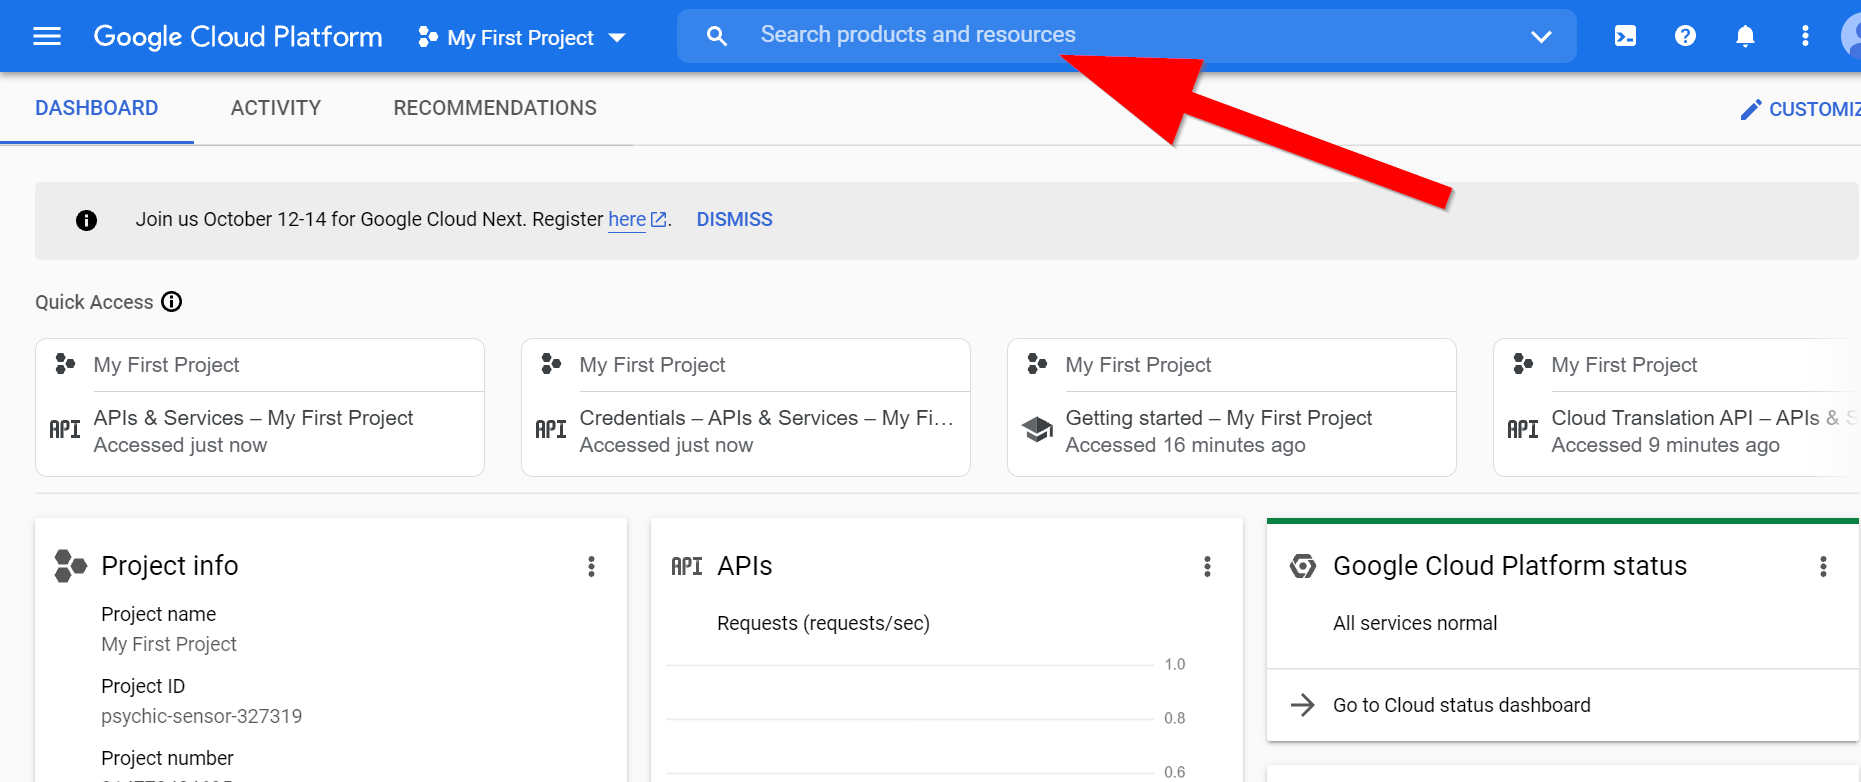 Google Cloud Platform
My First Project
Search products and resources
DASHBOARD
ACTIVITY
RECOMMENDATIONS
CUSTOMIZ
Join us October 12-14 for Google Cloud Next. Register here.
DISMISS
Quick Access
My First Project
API
APIs & Services – My First Project
Accessed just now
My First Project
API
Credentials – APIs & Services – My Fi...
Accessed just now
My First Project
Getting started – My First Project
Accessed 16 minutes ago
My First Project
API
Cloud Translation API – APIs & S
Accessed 9 minutes ago
Project info
Project name
My First Project
Project ID
psychic-sensor-327319
Project number
API
APIs
Requests (requests/sec)
1.0
0.8
0.6
Google Cloud Platform status
All services normal
Go to Cloud status dashboard